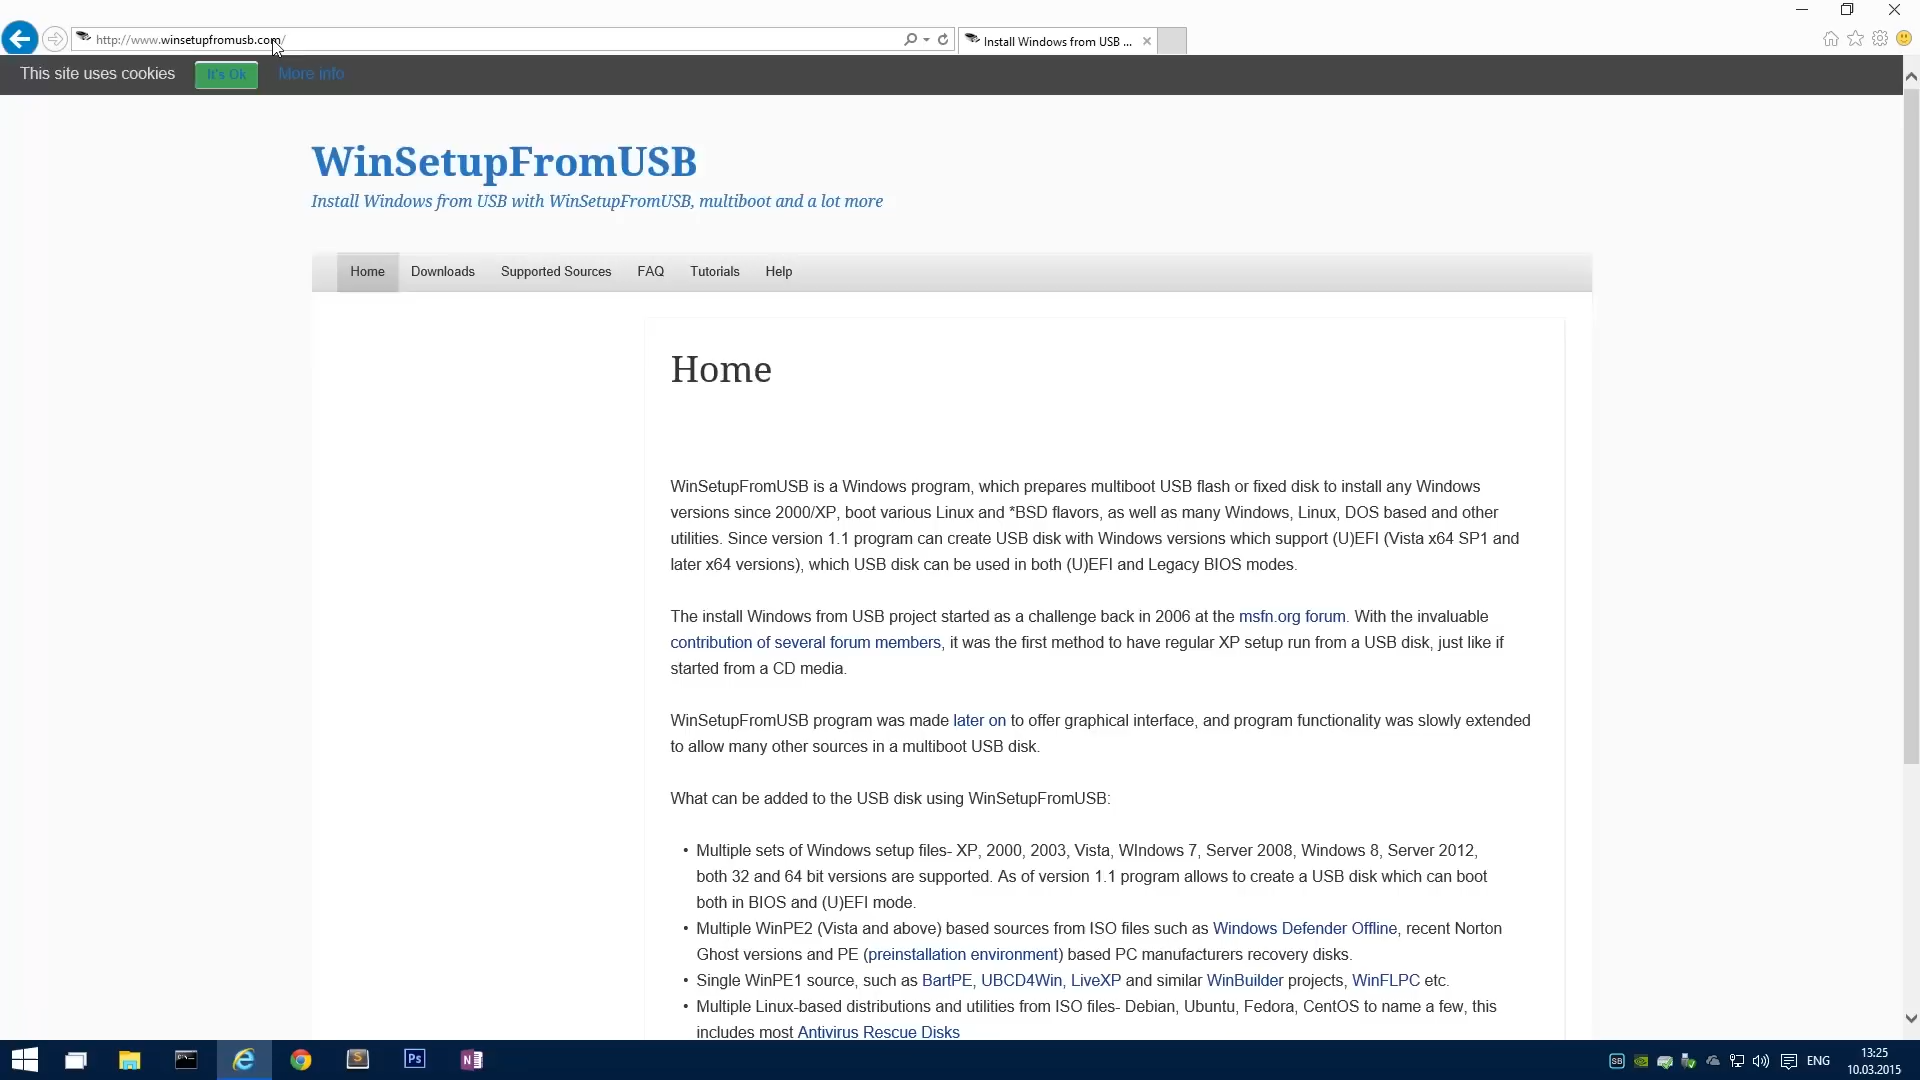 http://www.winsetupfromusb.com/
Install Windows from USB ...
This site uses cookies
It's Ok
More info
WinSetupFromUSB
Install Windows from USB with WinSetupFromUSB, multiboot and a lot more
Home
Downloads
Supported Sources
FAQ
Tutorials
Help
Home
WinSetupFromUSB is a Windows program, which prepares multiboot USB flash or fixed disk to install any Windows
versions since 2000/XP, boot various Linux and *BSD flavors, as well as many Windows, Linux, DOS based and other
utilities. Since version 1.1 program can create USB disk with Windows versions which support (U)EFI (Vista x64 SP1 and
later x64 versions), which USB disk can be used in both (U)EFI and Legacy BIOS modes.
The install Windows from USB project started as a challenge back in 2006 at the msfn.org forum. With the invaluable
contribution of several forum members, it was the first method to have regular XP setup run from a USB disk, just like if
started from a CD media.
WinSetupFromUSB program was made later on to offer graphical interface, and program functionality was slowly extended
to allow many other sources in a multiboot USB disk.
What can be added to the USB disk using WinSetupFromUSB:
• Multiple sets of Windows setup files- XP, 2000, 2003, Vista, WIndows 7, Server 2008, Windows 8, Server 2012,
both 32 and 64 bit versions are supported. As of version 1.1 program allows to create a USB disk which can boot
both in BIOS and (U)EFI mode.
• Multiple WinPE2 (Vista and above) based sources from ISO files such as Windows Defender Offline, recent Norton
Ghost versions and PE (preinstallation environment) based PC manufacturers recovery disks.
• Single WinPE1 source, such as BartPE, UBCD4Win, LiveXP and similar WinBuilder projects, WinFLPC etc.
• Multiple Linux-based distributions and utilities from ISO files- Debian, Ubuntu, Fedora, CentOS to name a few, this
includes most Antivirus Rescue Disks
S
Ps
N
SB
ENG
13:25
10.03.2015